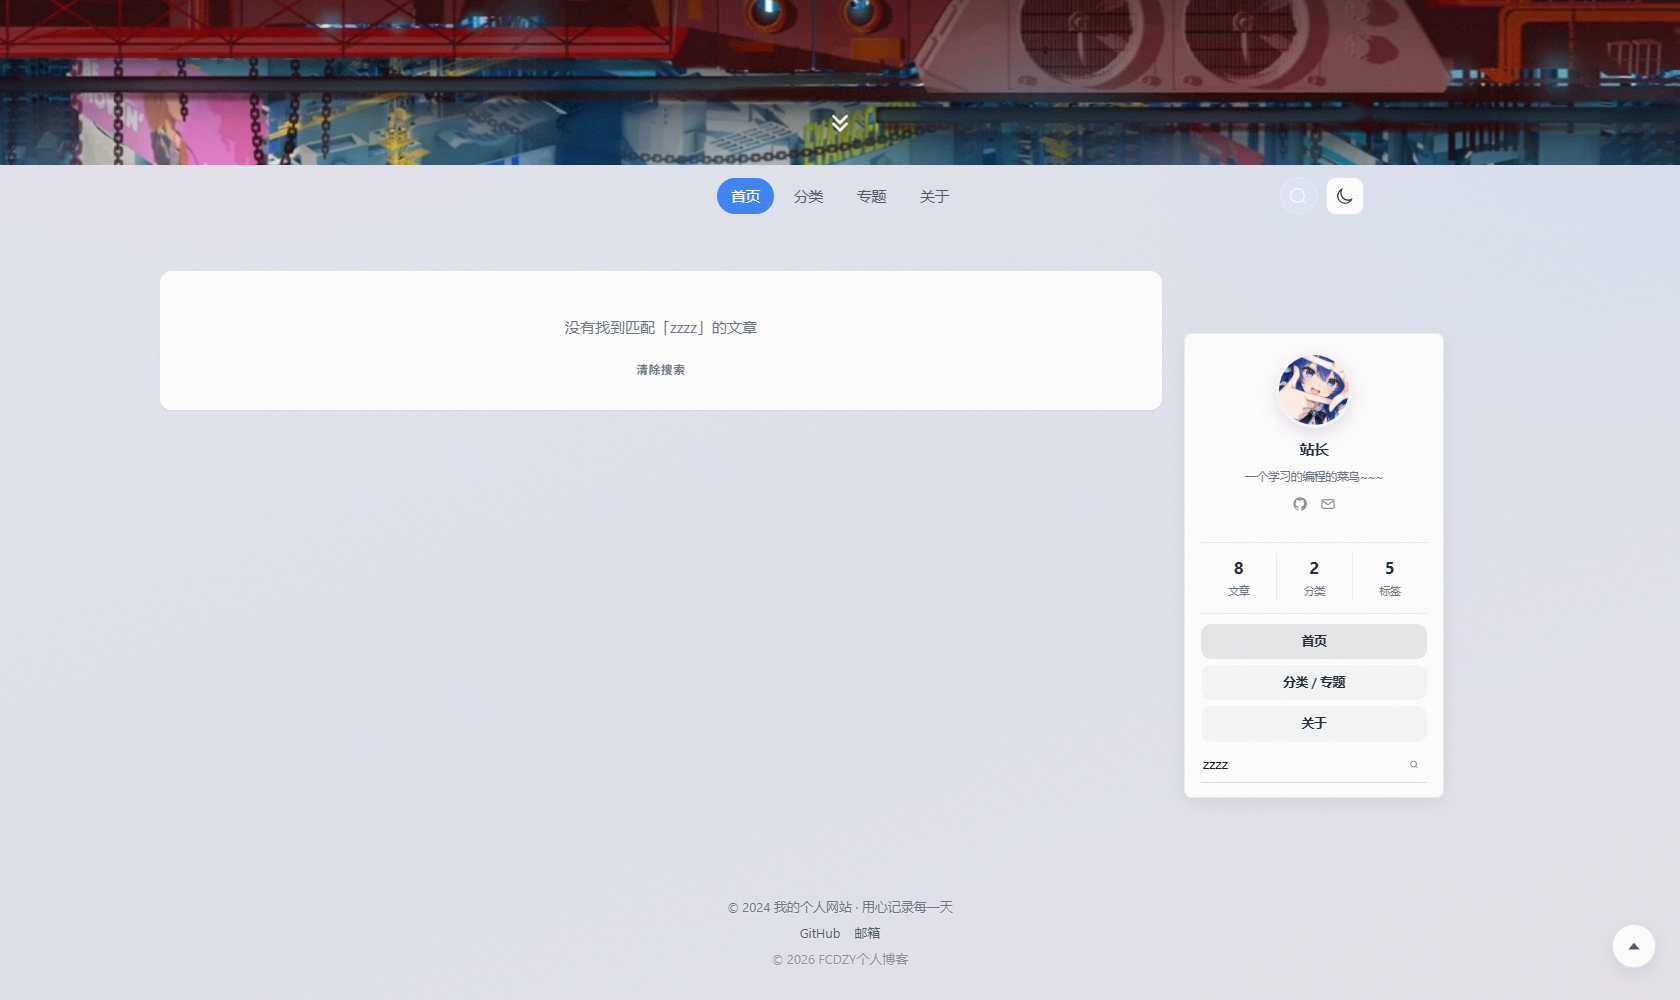 首页 分类 专题 关于
没有找到匹配「zzzz」的文章
清除搜索
站长
一个学习的编程的菜鸟~~~
8 2 5
文章 分类 标签
首页
分类 / 专题
关于
zzzz
© 2024 我的个人网站 · 用心记录每一天
GitHub 邮箱
© 2026 FCDZY个人博客